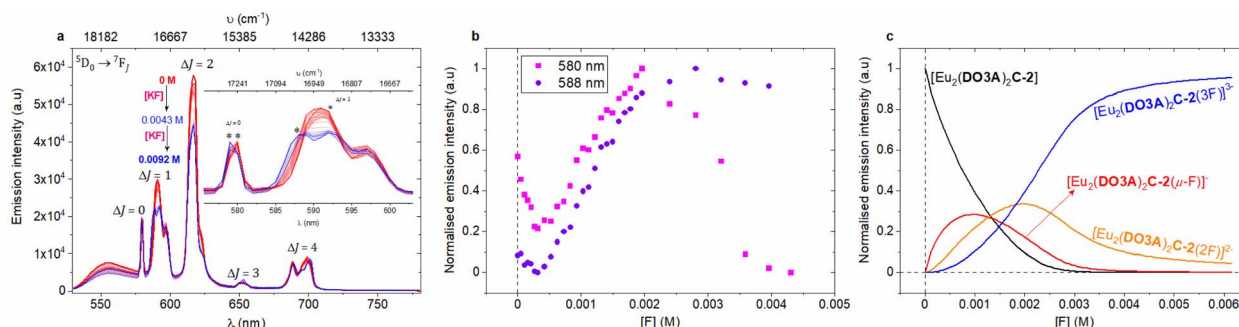 υ (cm⁻¹)
18182 16667 15385 14286 13333
a
⁵D₀ → ⁷F_J
ΔJ = 2
0 M
[KF]
0.0043 M
[KF]
0.0092 M
ΔJ = 1
ΔJ = 0
ΔJ = 3
ΔJ = 4
Emission intensity (a.u)
6x10⁴
5x10⁴
4x10⁴
3x10⁴
2x10⁴
1x10⁴
0
550 600 650 700 750
λ (nm)
υ (cm⁻¹)
17241 17094 16949 16807 16667
ΔJ = 0
* *
*
*
ΔJ = 1
580 585 590 595 600
λ (nm)
b
580 nm
588 nm
Normalised emission intensity (a.u)
1
0.8
0.6
0.4
0.2
0
0 0.001 0.002 0.003 0.004 0.005
[F] (M)
c
[Eu₂(DO3A)₂C-2]
[Eu₂(DO3A)₂C-2(3F)]³⁻
[Eu₂(DO3A)₂C-2(μ-F)]⁻
[Eu₂(DO3A)₂C-2(2F)]²⁻
Normalised emission intensity (a.u)
1
0.8
0.6
0.4
0.2
0
0 0.001 0.002 0.003 0.004 0.005 0.006
[F] (M)